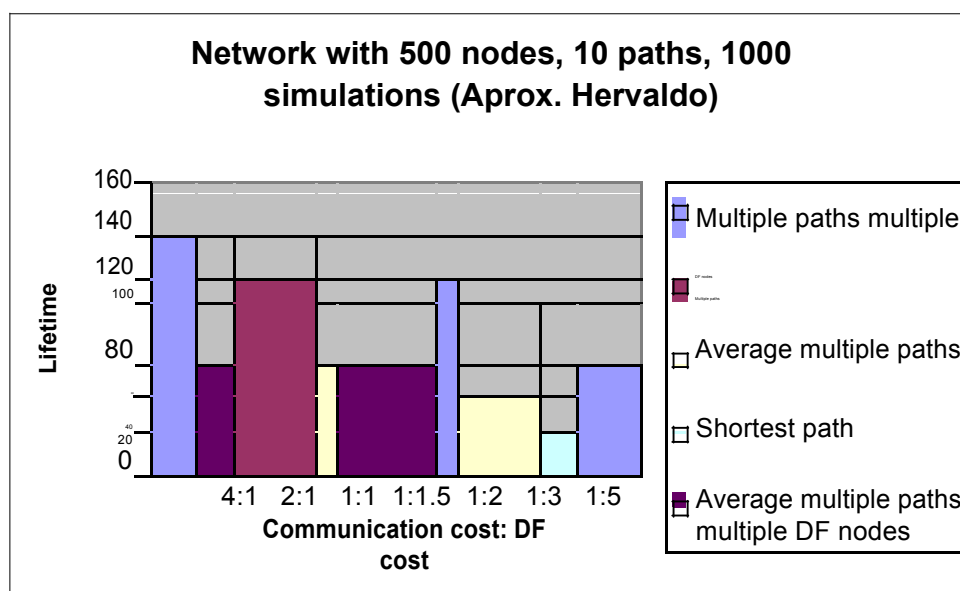 Network with 500 nodes, 10 paths, 1000
simulations (Aprox. Hervaldo)
160
140
120
100
80
40
20
0
Lifetime
4:1 2:1 1:1 1:1.5 1:2 1:3 1:5
Communication cost: DF
cost
Multiple paths multiple
DF nodes
Multiple paths
Average multiple paths
Shortest path
Average multiple paths
multiple DF nodes